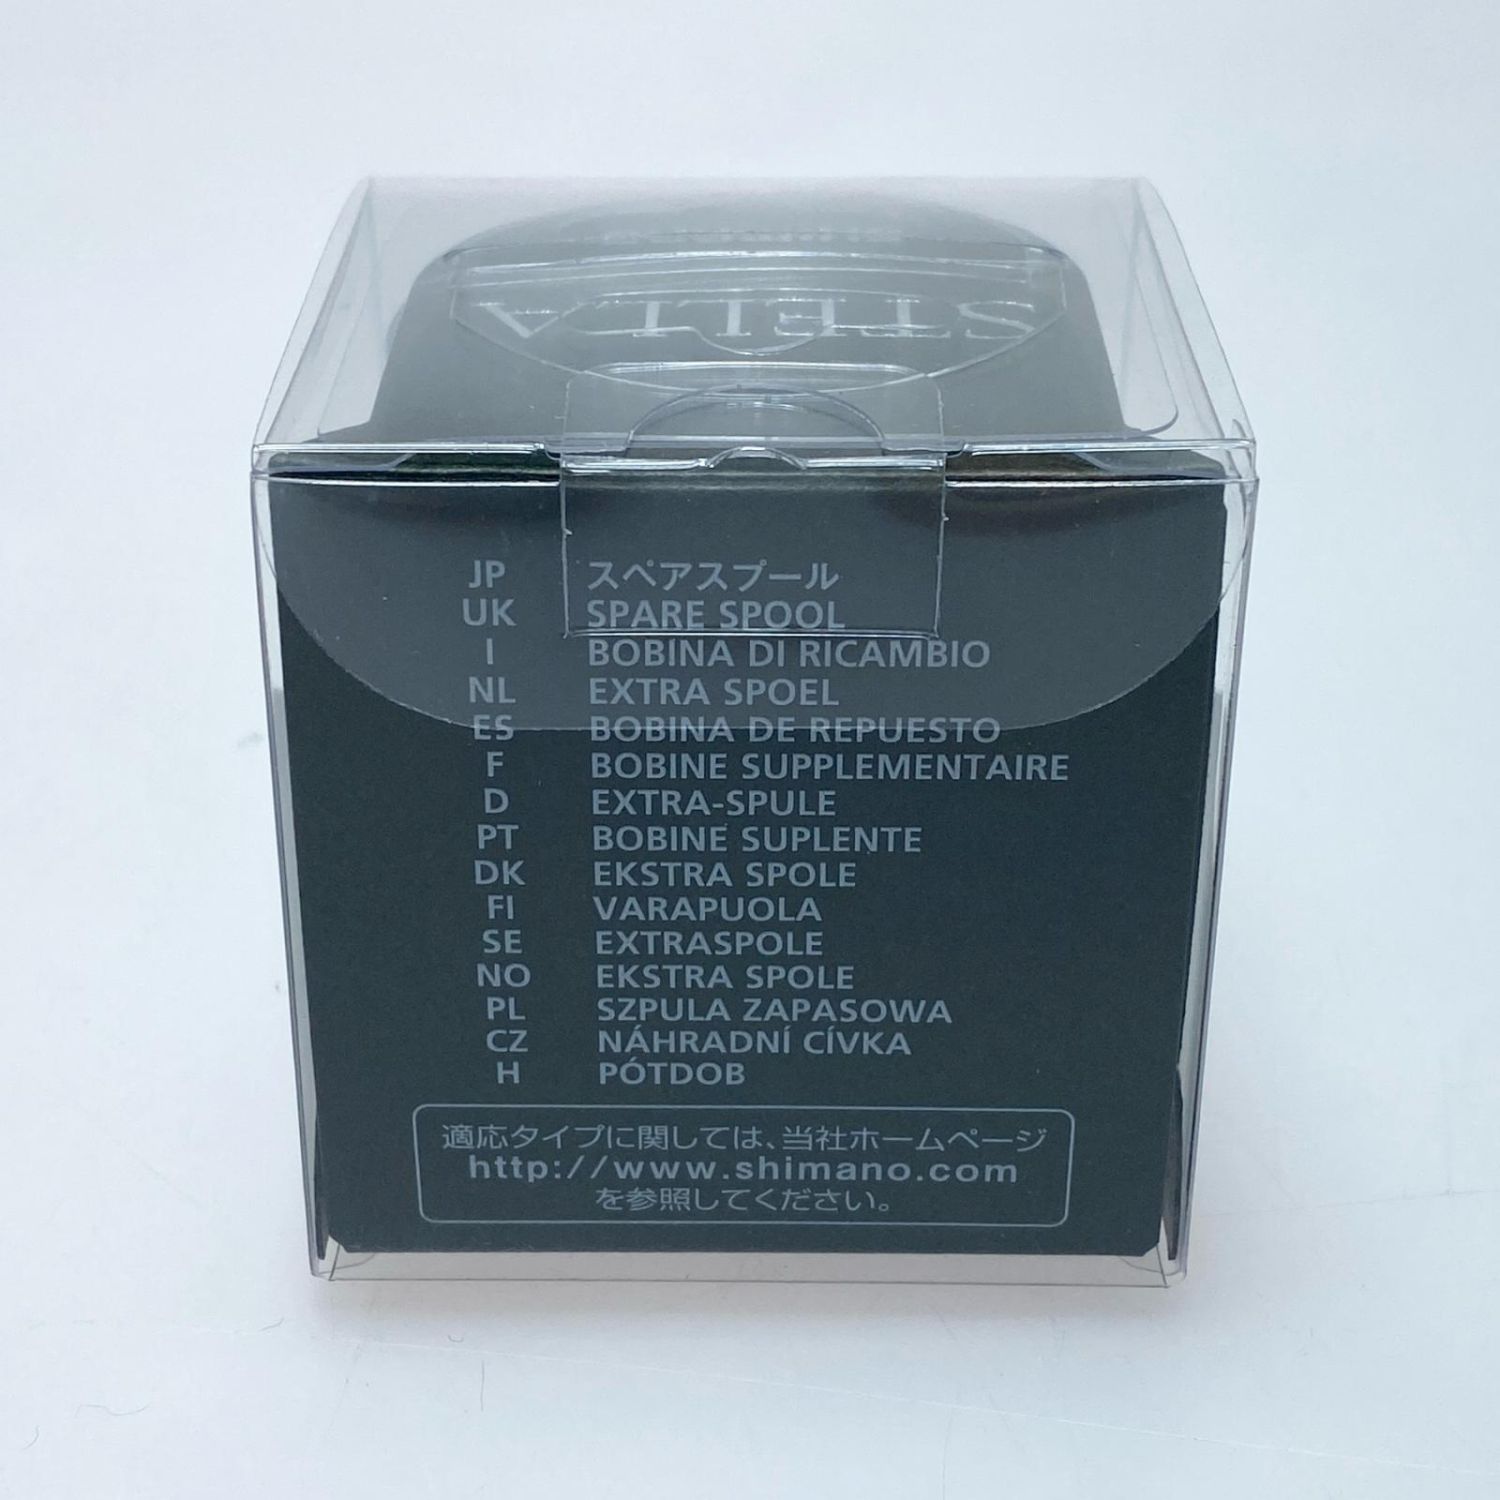 STELLA
JP スペアスプール
UK SPARE SPOOL
I BOBINA DI RICAMBIO
NL EXTRA SPOEL
ES BOBINA DE REPUESTO
F BOBINE SUPPLEMENTAIRE
D EXTRA-SPULE
PT BOBINE SUPLENTE
DK EKSTRA SPOLE
FI VARAPUOLA
SE EXTRASPOLE
NO EKSTRA SPOLE
PL SZPULA ZAPASOWA
CZ NÁHRADNÍ CÍVKA
H PÓTDOB
適応タイプに関しては、当社ホームページ
http://www.shimano.com
を参照してください。